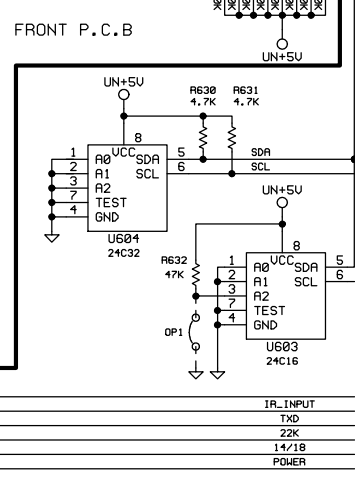 FRONT P.C.B
UN+5V
UN+5V
R630 R631
4.7K 4.7K
8
1 A0 VCC SDA 5 SDA
2 A1 SCL 6 SCL
3 A2
7 TEST
4 GND
U604
24C32
UN+5V
R632
47K
8
1 A0 VCC SDA 5
2 A1 SCL 6
3 A2
7 TEST
4 GND
OP1
U603
24C16
IR_INPUT
TXD
22K
14/18
POWER